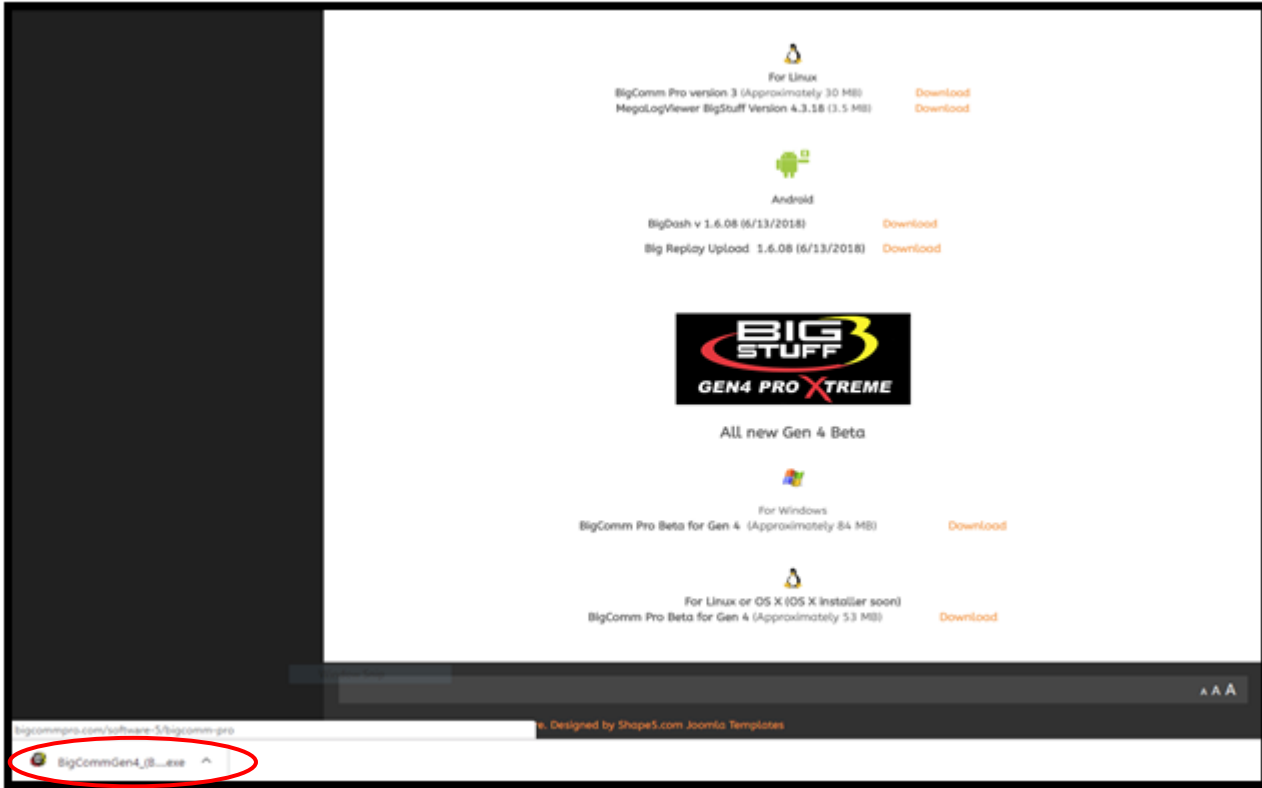 For Linux
BigComm Pro version 3 (Approximately 30 MB) Download
MegaLogViewer BigStuff Version 4.3.18 (3.5 MB) Download
Android
BigDash v 1.6.08 (6/13/2018) Download
Big Replay Upload 1.6.08 (6/13/2018) Download
BIG 3
STUFF
GEN4 PRO XTREME
All new Gen 4 Beta
For Windows
BigComm Pro Beta for Gen 4 (Approximately 84 MB) Download
For Linux or OS X (OS X installer soon)
BigComm Pro Beta for Gen 4 (Approximately 53 MB) Download
A A A
bigcommpro.com/software-5/bigcomm-pro
e. Designed by Shape5.com Joomla Templates
BigCommGen4_(B....exe